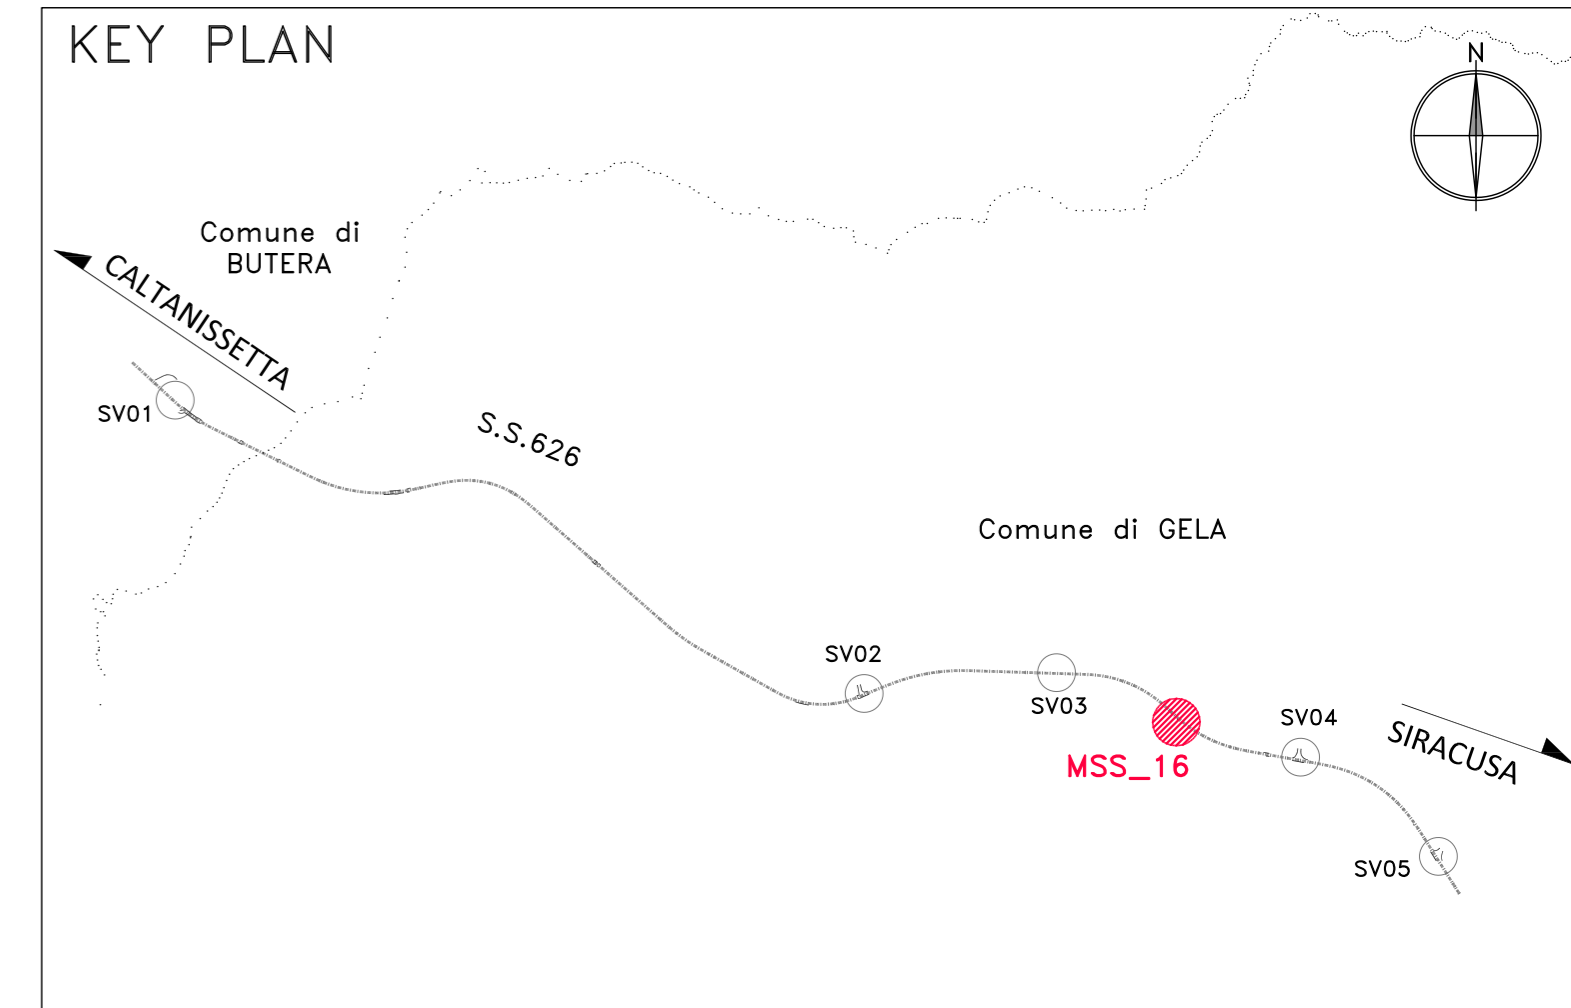 KEY PLAN
N
Comune di
BUTERA
CALTANISSETTA
SV01
S.S.626
Comune di GELA
SV02
SV03
MSS_16
SV04
SIRACUSA
SV05